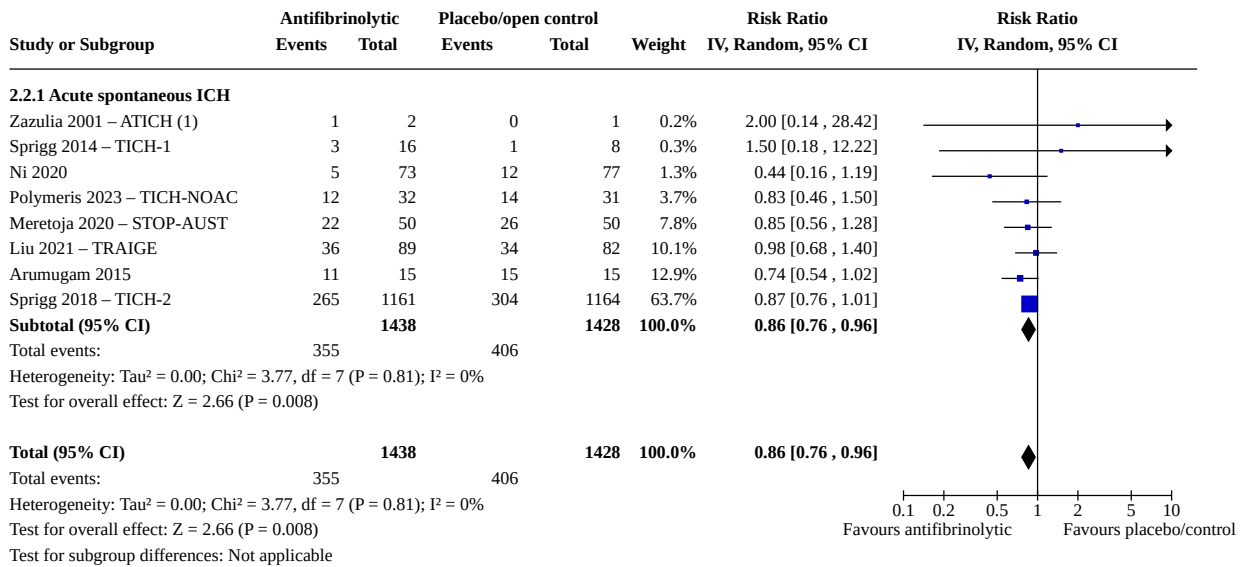 Antifibrinolytic Placebo/open control Risk Ratio Risk Ratio
Study or Subgroup Events Total Events Total Weight IV, Random, 95% CI IV, Random, 95% CI
2.2.1 Acute spontaneous ICH
Zazulia 2001 – ATICH (1) 1 2 0 1 0.2% 2.00 [0.14 , 28.42]
Sprigg 2014 – TICH-1 3 16 1 8 0.3% 1.50 [0.18 , 12.22]
Ni 2020 5 73 12 77 1.3% 0.44 [0.16 , 1.19]
Polymeris 2023 – TICH-NOAC 12 32 14 31 3.7% 0.83 [0.46 , 1.50]
Meretoja 2020 – STOP-AUST 22 50 26 50 7.8% 0.85 [0.56 , 1.28]
Liu 2021 – TRAIGE 36 89 34 82 10.1% 0.98 [0.68 , 1.40]
Arumugam 2015 11 15 15 15 12.9% 0.74 [0.54 , 1.02]
Sprigg 2018 – TICH-2 265 1161 304 1164 63.7% 0.87 [0.76 , 1.01]
Subtotal (95% CI) 1438 1428 100.0% 0.86 [0.76 , 0.96]
Total events: 355 406
Heterogeneity: Tau² = 0.00; Chi² = 3.77, df = 7 (P = 0.81); I² = 0%
Test for overall effect: Z = 2.66 (P = 0.008)
Total (95% CI) 1438 1428 100.0% 0.86 [0.76 , 0.96]
Total events: 355 406
Heterogeneity: Tau² = 0.00; Chi² = 3.77, df = 7 (P = 0.81); I² = 0%
Test for overall effect: Z = 2.66 (P = 0.008)
Test for subgroup differences: Not applicable
0.1 0.2 0.5 1 2 5 10
Favours antifibrinolytic Favours placebo/control